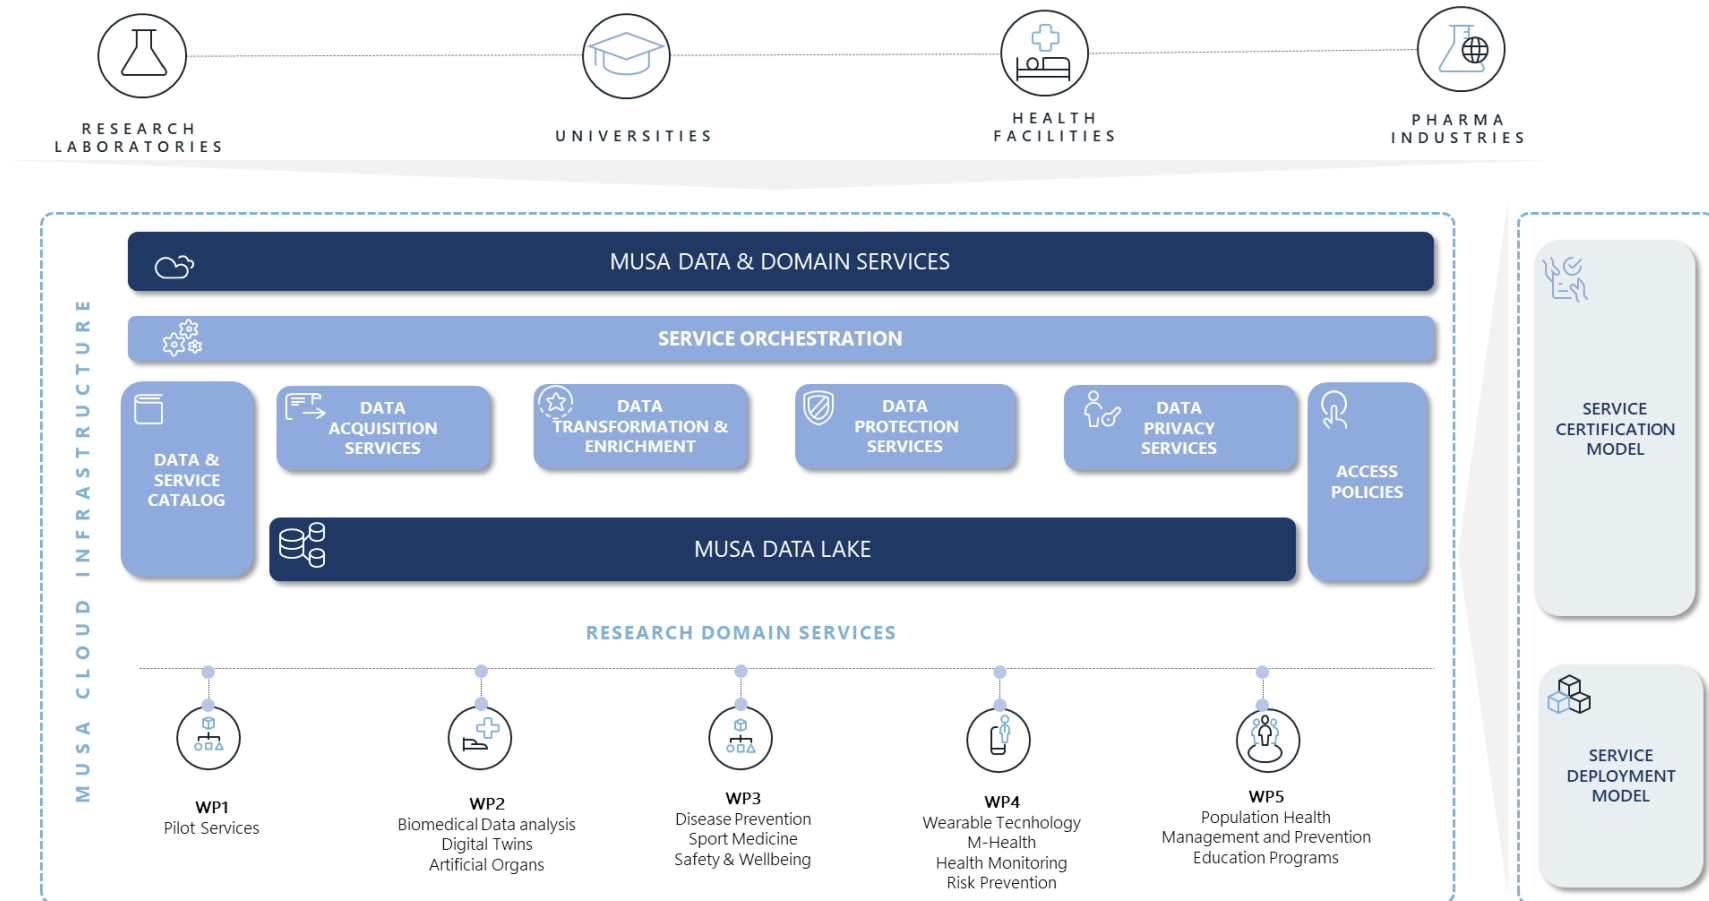 RESEARCH
LABORATORIES
UNIVERSITIES
HEALTH
FACILITIES
PHARMA
INDUSTRIES
MUSA CLOUD INFRASTRUCTURE
MUSA DATA & DOMAIN SERVICES
SERVICE ORCHESTRATION
DATA &
SERVICE
CATALOG
DATA
ACQUISITION
SERVICES
DATA
TRANSFORMATION &
ENRICHMENT
DATA
PROTECTION
SERVICES
DATA
PRIVACY
SERVICES
ACCESS
POLICIES
MUSA DATA LAKE
RESEARCH DOMAIN SERVICES
WP1
Pilot Services
WP2
Biomedical Data analysis
Digital Twins
Artificial Organs
WP3
Disease Prevention
Sport Medicine
Safety & Wellbeing
WP4
Wearable Tecnhology
M-Health
Health Monitoring
Risk Prevention
WP5
Population Health
Management and Prevention
Education Programs
SERVICE
CERTIFICATION
MODEL
SERVICE
DEPLOYMENT
MODEL